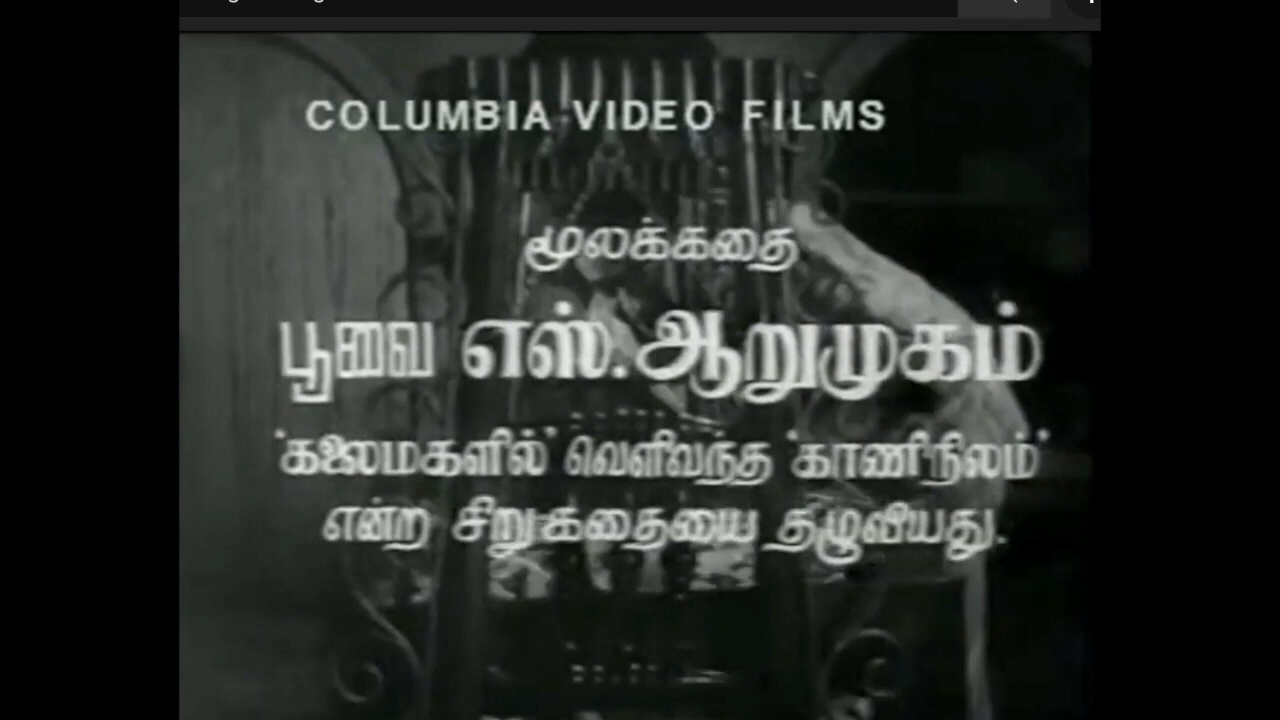 COLUMBIA VIDEO FILMS
மூலக்கதை
பூவை எஸ்.ஆறுமுகம்
'கலைமகளில்' வெளிவந்த 'காணிநிலம்'
என்ற சிறுகதையை தழுவியது.